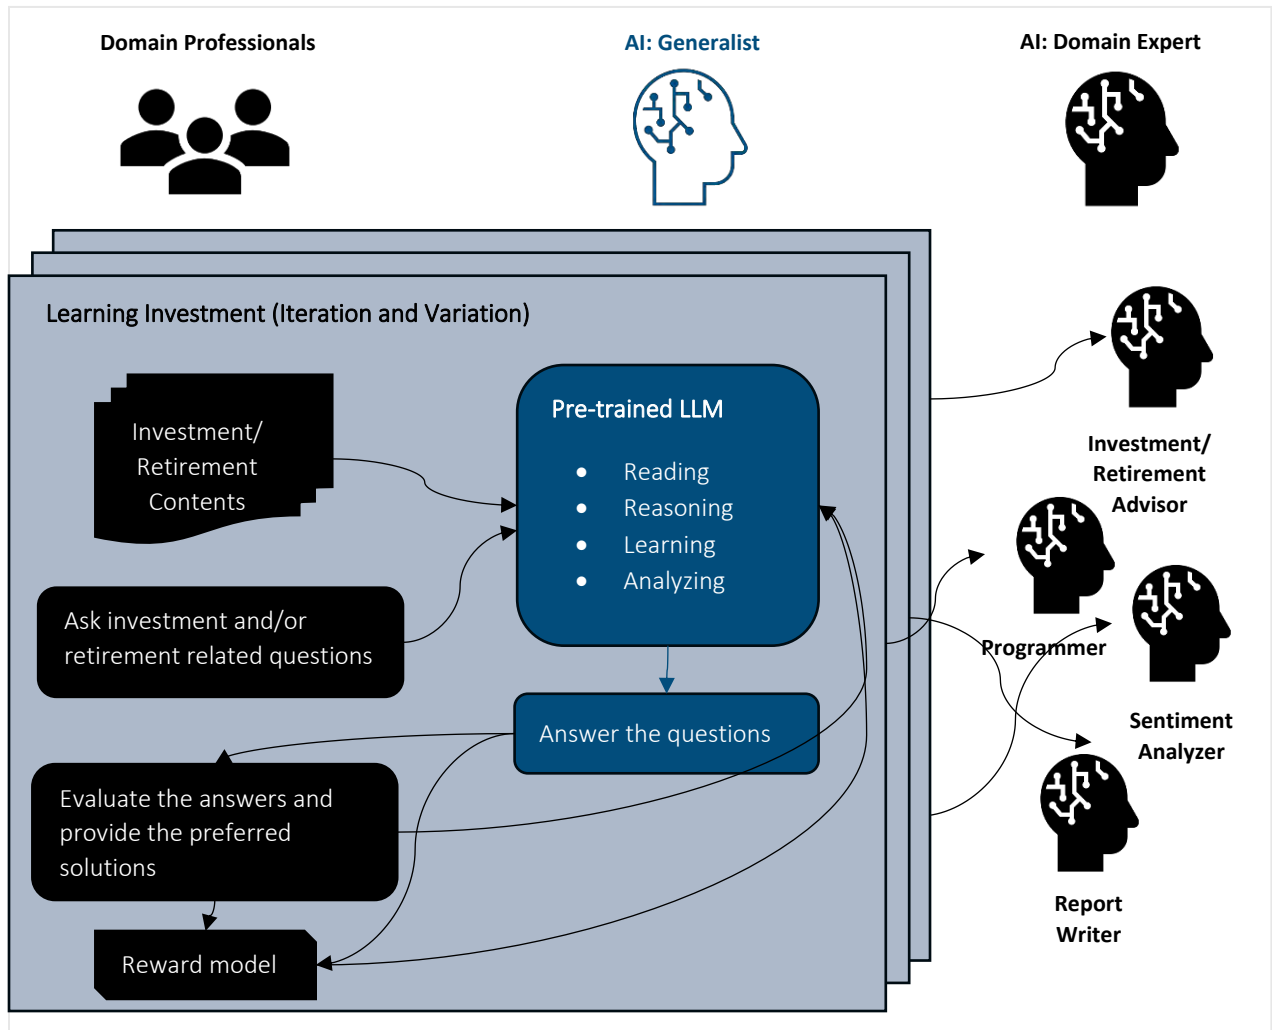 Domain Professionals
AI: Generalist
AI: Domain Expert
Learning Investment (Iteration and Variation)
Investment/
Retirement
Contents
Pre-trained LLM
• Reading
• Reasoning
• Learning
• Analyzing
Ask investment and/or
retirement related questions
Answer the questions
Evaluate the answers and
provide the preferred
solutions
Reward model
Investment/
Retirement
Advisor
Programmer
Sentiment
Analyzer
Report
Writer